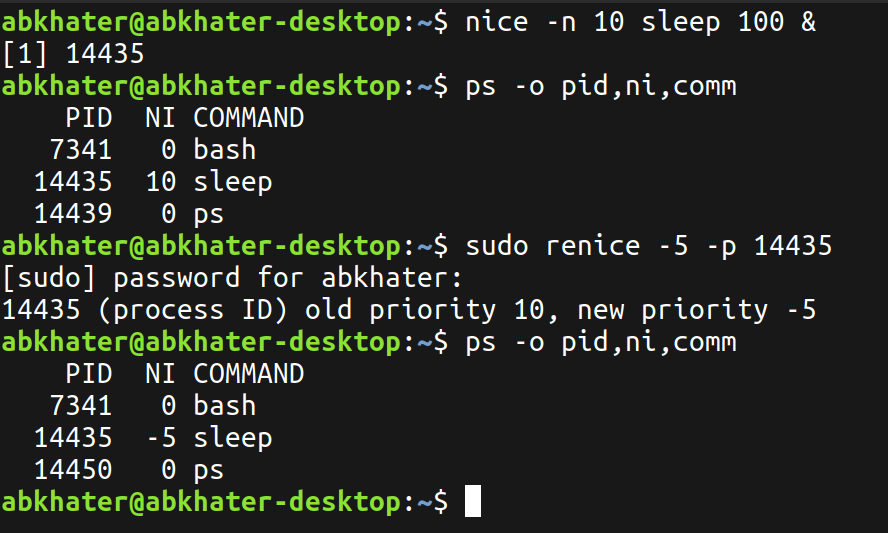 abkhater@abkhater-desktop:~$ nice -n 10 sleep 100 &
[1] 14435
abkhater@abkhater-desktop:~$ ps -o pid,ni,comm
    PID  NI COMMAND
   7341   0 bash
  14435  10 sleep
  14439   0 ps
abkhater@abkhater-desktop:~$ sudo renice -5 -p 14435
[sudo] password for abkhater:
14435 (process ID) old priority 10, new priority -5
abkhater@abkhater-desktop:~$ ps -o pid,ni,comm
    PID  NI COMMAND
   7341   0 bash
  14435  -5 sleep
  14450   0 ps
abkhater@abkhater-desktop:~$